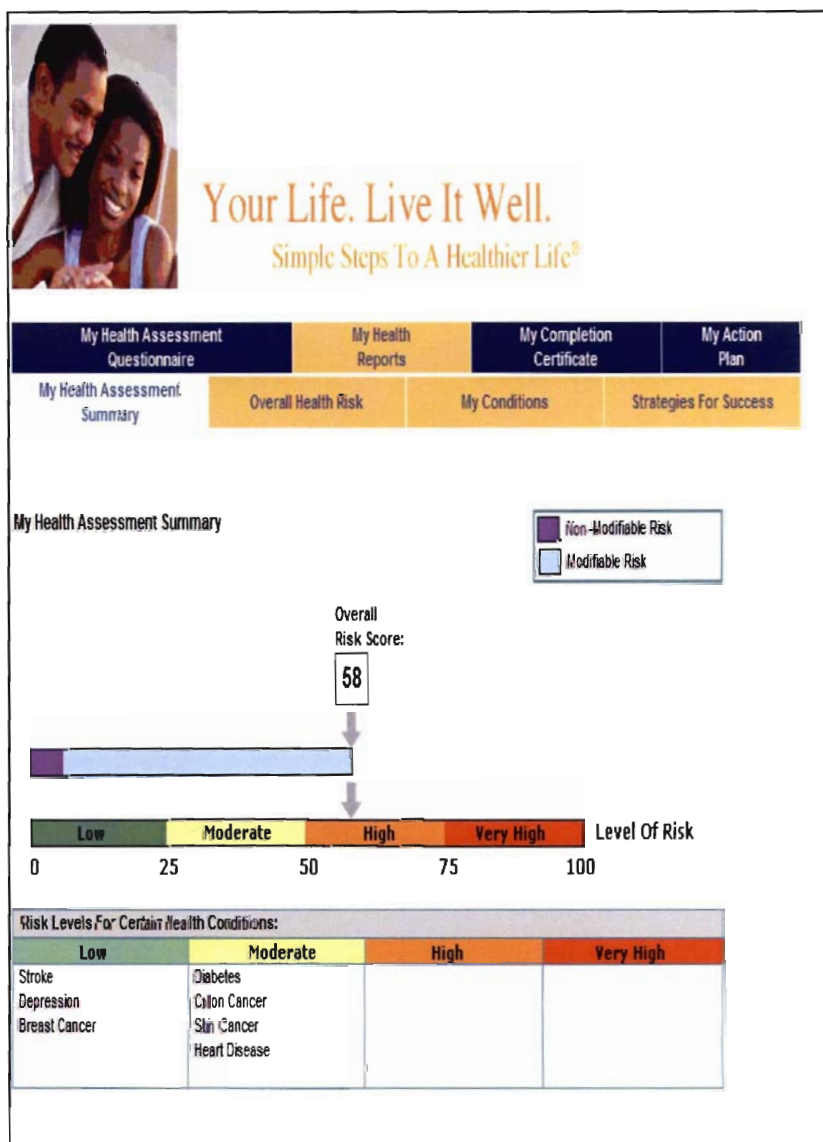 Your Life. Live It Well.
Simple Steps To A Healthier Life®
My Health Assessment Questionnaire
My Health Reports
My Completion Certificate
My Action Plan
My Health Assessment Summary
Overall Health Risk
My Conditions
Strategies For Success
My Health Assessment Summary
Non-Modifiable Risk
Modifiable Risk
Overall
Risk Score:
58
Low Moderate High Very High Level Of Risk
0 25 50 75 100
Risk Levels For Certain Health Conditions:
Low Moderate High Very High
Stroke Diabetes
Depression Colon Cancer
Breast Cancer Skin Cancer
Heart Disease